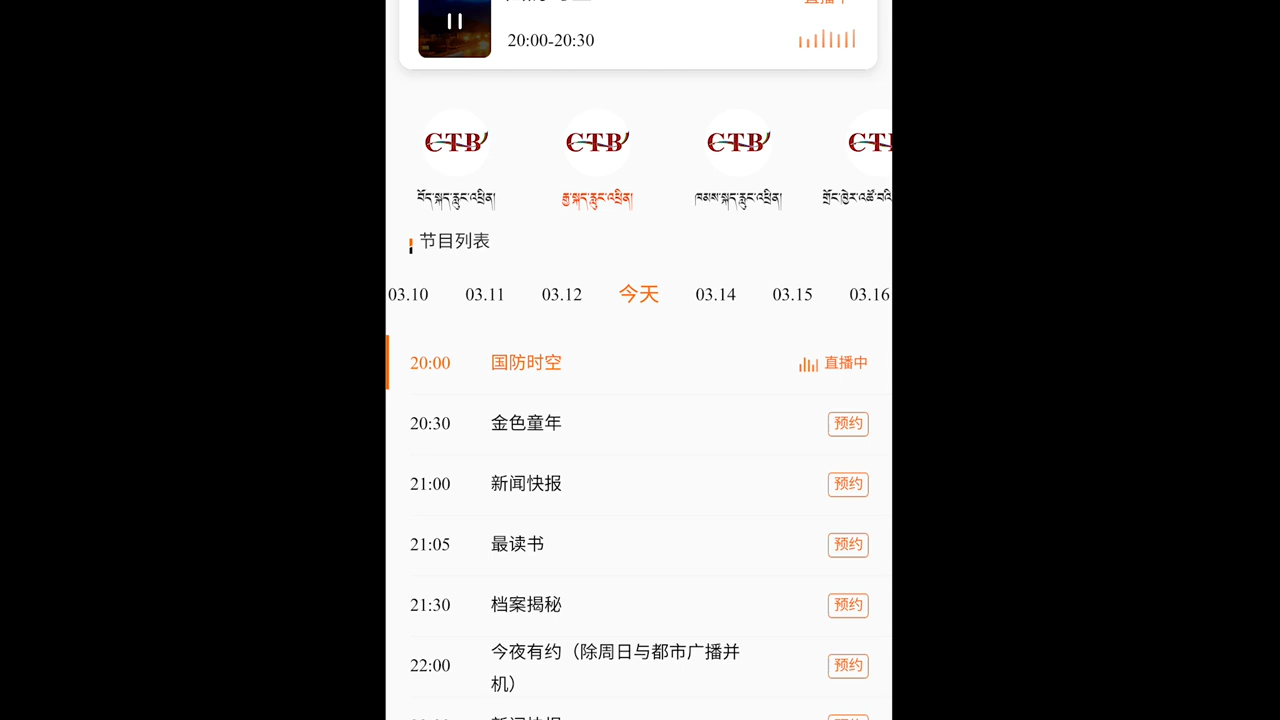 20:00-20:30
CTB
CTB
CTB
བོད་སྐད་རླུང་འཕྲིན།
རྒྱ་སྐད་རླུང་འཕྲིན།
ཁམས་སྐད་རླུང་འཕྲིན།
གྲོང་ཁྱེར་འཚོ་བའི
节目列表
03.10 03.11 03.12 今天 03.14 03.15 03.16
20:00 国防时空 直播中
20:30 金色童年 预约
21:00 新闻快报 预约
21:05 最读书 预约
21:30 档案揭秘 预约
22:00 今夜有约（除周日与都市广播并
机） 预约